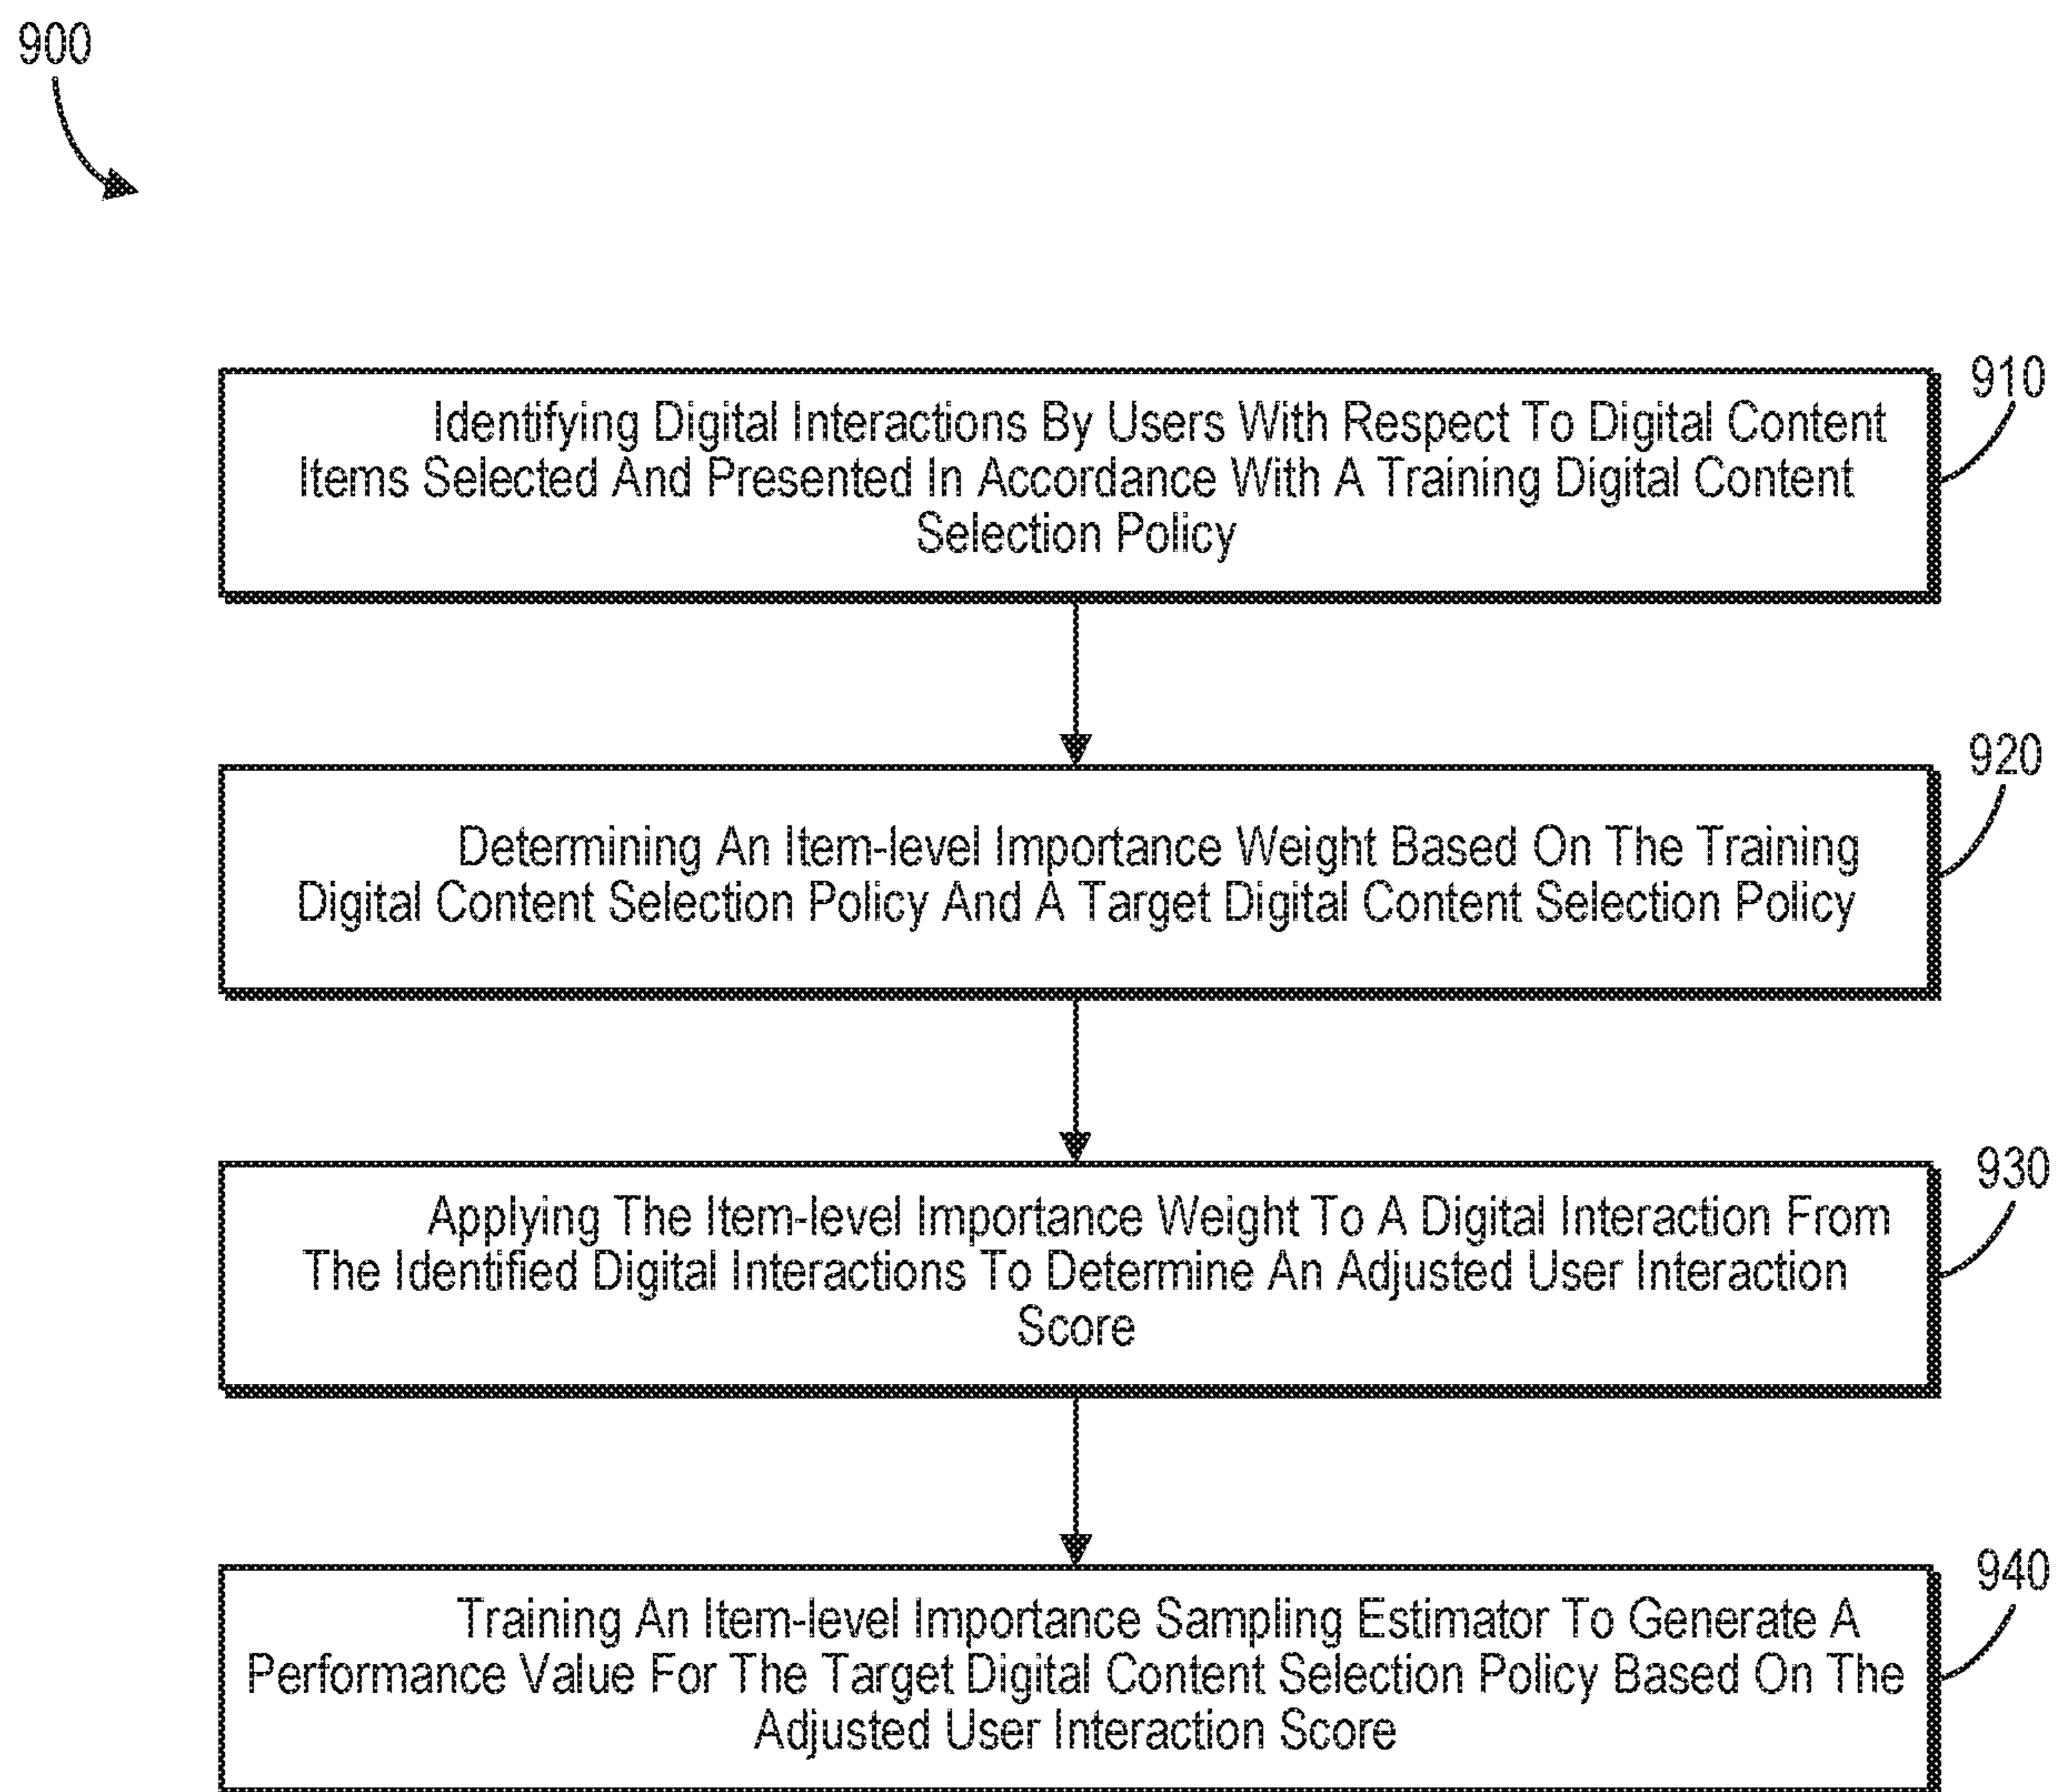 900
910
Identifying Digital Interactions By Users With Respect To Digital Content
Items Selected And Presented In Accordance With A Training Digital Content
Selection Policy
920
Determining An Item-level Importance Weight Based On The Training
Digital Content Selection Policy And A Target Digital Content Selection Policy
930
Applying The Item-level Importance Weight To A Digital Interaction From
The Identified Digital Interactions To Determine An Adjusted User Interaction
Score
940
Training An Item-level Importance Sampling Estimator To Generate A
Performance Value For The Target Digital Content Selection Policy Based On The
Adjusted User Interaction Score